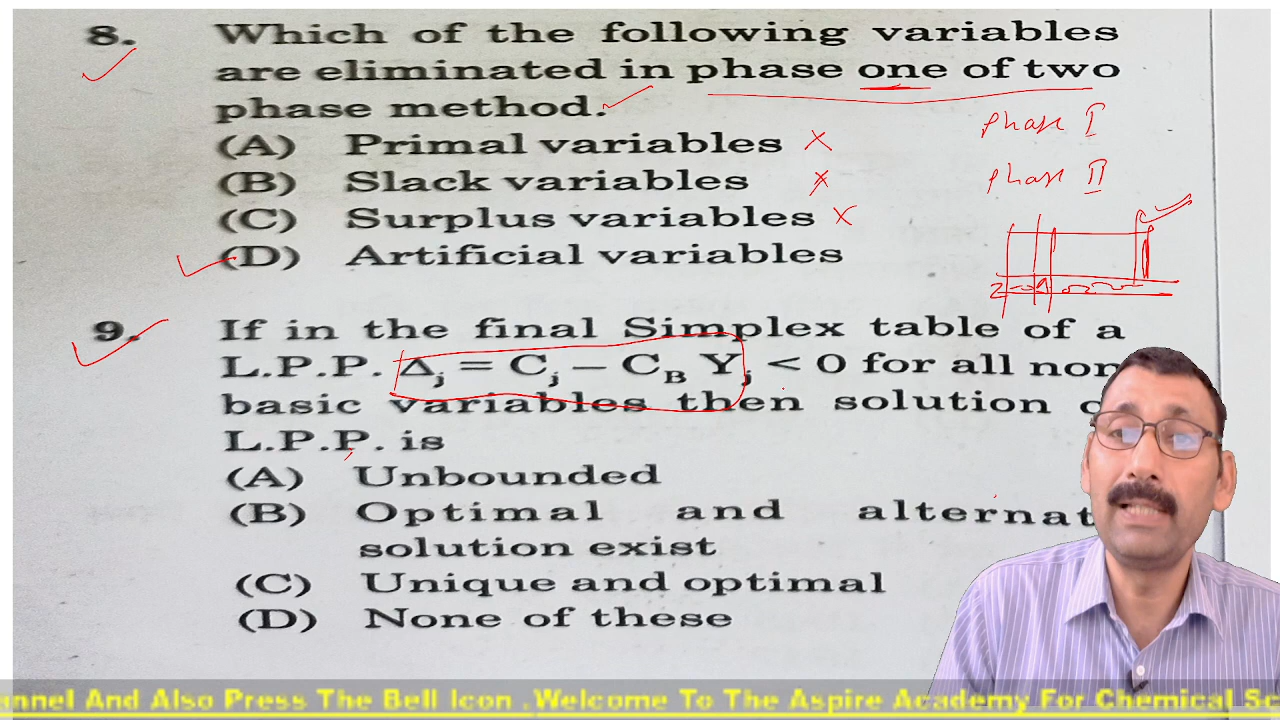 8. Which of the following variables
are eliminated in phase one of two
phase method.
(A) Primal variables
(B) Slack variables
(C) Surplus variables
(D) Artificial variables
phase I
phase II
9. If in the final Simplex table of a
L.P.P. Δj = Cj – CB Yj < 0 for all non
basic variables then solution
L.P.P. is
(A) Unbounded
(B) Optimal and alternat
solution exist
(C) Unique and optimal
(D) None of these
annel And Also Press The Bell Icon .Welcome To The Aspire Academy For Chemical Sc